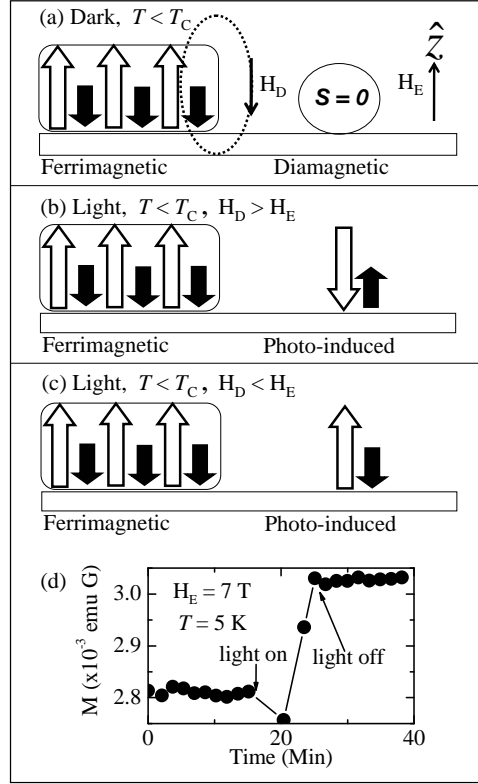 (a) Dark, T < T_C
H_D
S = 0
H_E
ẑ
Ferrimagnetic Diamagnetic
(b) Light, T < T_C , H_D > H_E
Ferrimagnetic Photo-induced
(c) Light, T < T_C , H_D < H_E
Ferrimagnetic Photo-induced
(d)
H_E = 7 T
T = 5 K
light on
light off
M (x10⁻³ emu G)
3.0
2.9
2.8
0 20 40
Time (Min)